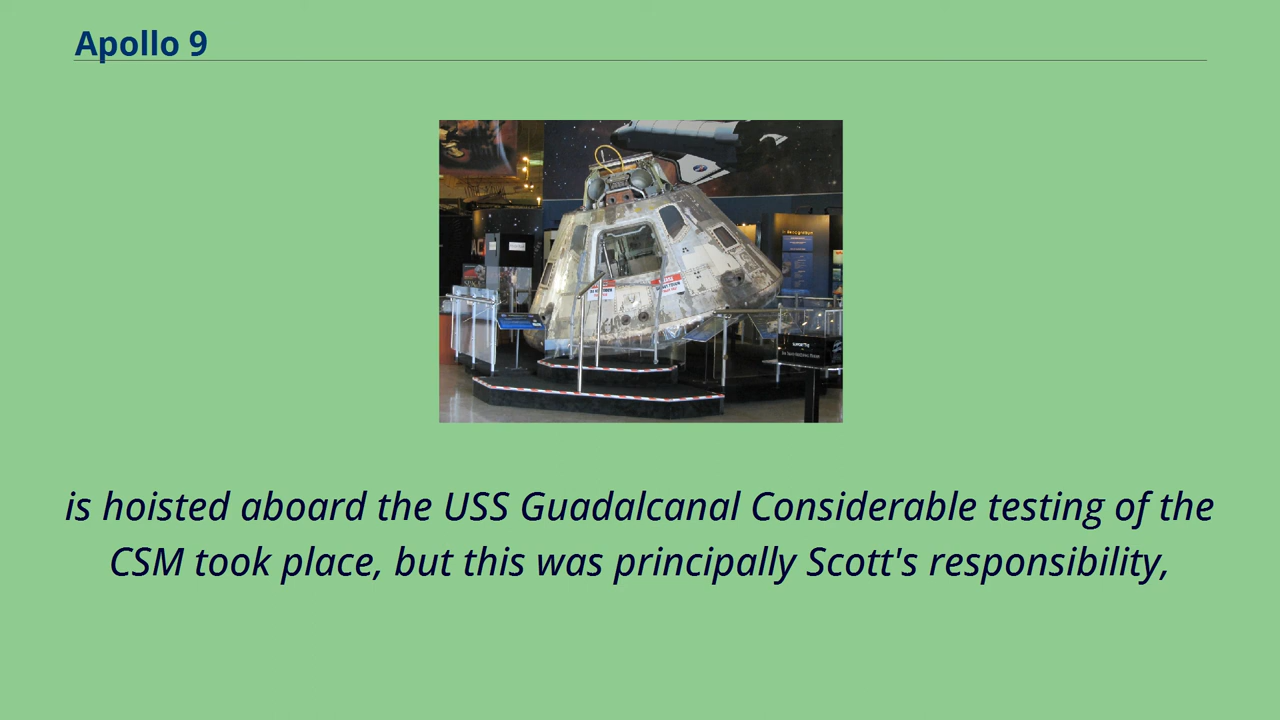 Apollo 9
is hoisted aboard the USS Guadalcanal Considerable testing of the
CSM took place, but this was principally Scott's responsibility,